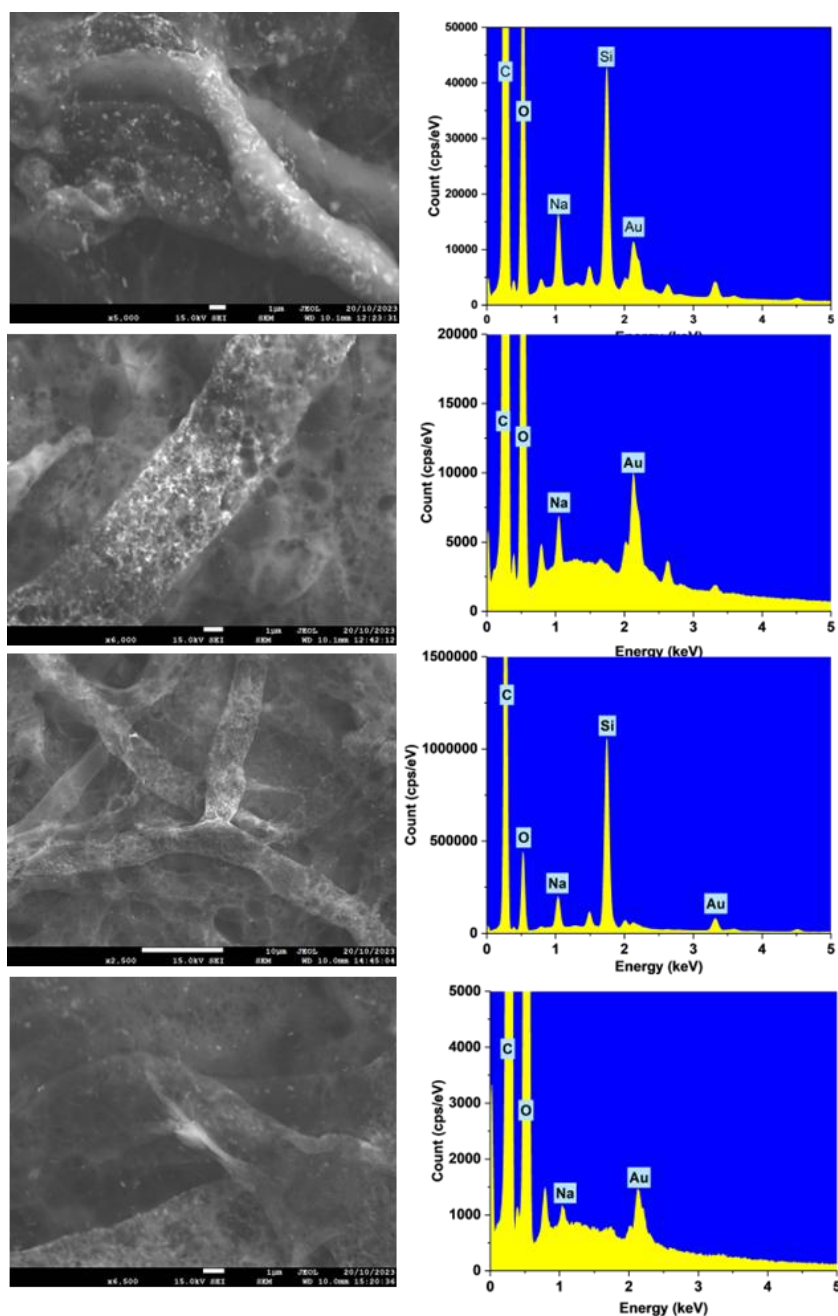 x5,000 15.0kV SEI 1µm JEOL 20/10/2023
SEM WD 10.1mm 12:23:31
50000
40000
30000
20000
10000
0
Count (cps/eV)
C
O
Na
Si
Au
0 1 2 3 4 5
x6,000 15.0kV SEI 1µm JEOL 20/10/2023
SEM WD 10.1mm 12:42:12
20000
15000
10000
5000
0
Count (cps/eV)
C
O
Na
Au
0 1 2 3 4 5
Energy (keV)
x2,500 15.0kV SEI 10µm JEOL 20/10/2023
SEM WD 10.0mm 14:45:04
1500000
1000000
500000
0
Count (cps/eV)
C
O
Na
Si
Au
0 1 2 3 4 5
Energy (keV)
x6,500 15.0kV SEI 1µm JEOL 20/10/2023
SEM WD 10.0mm 15:20:34
5000
4000
3000
2000
1000
0
Count (cps/eV)
C
O
Na
Au
0 1 2 3 4 5
Energy (keV)